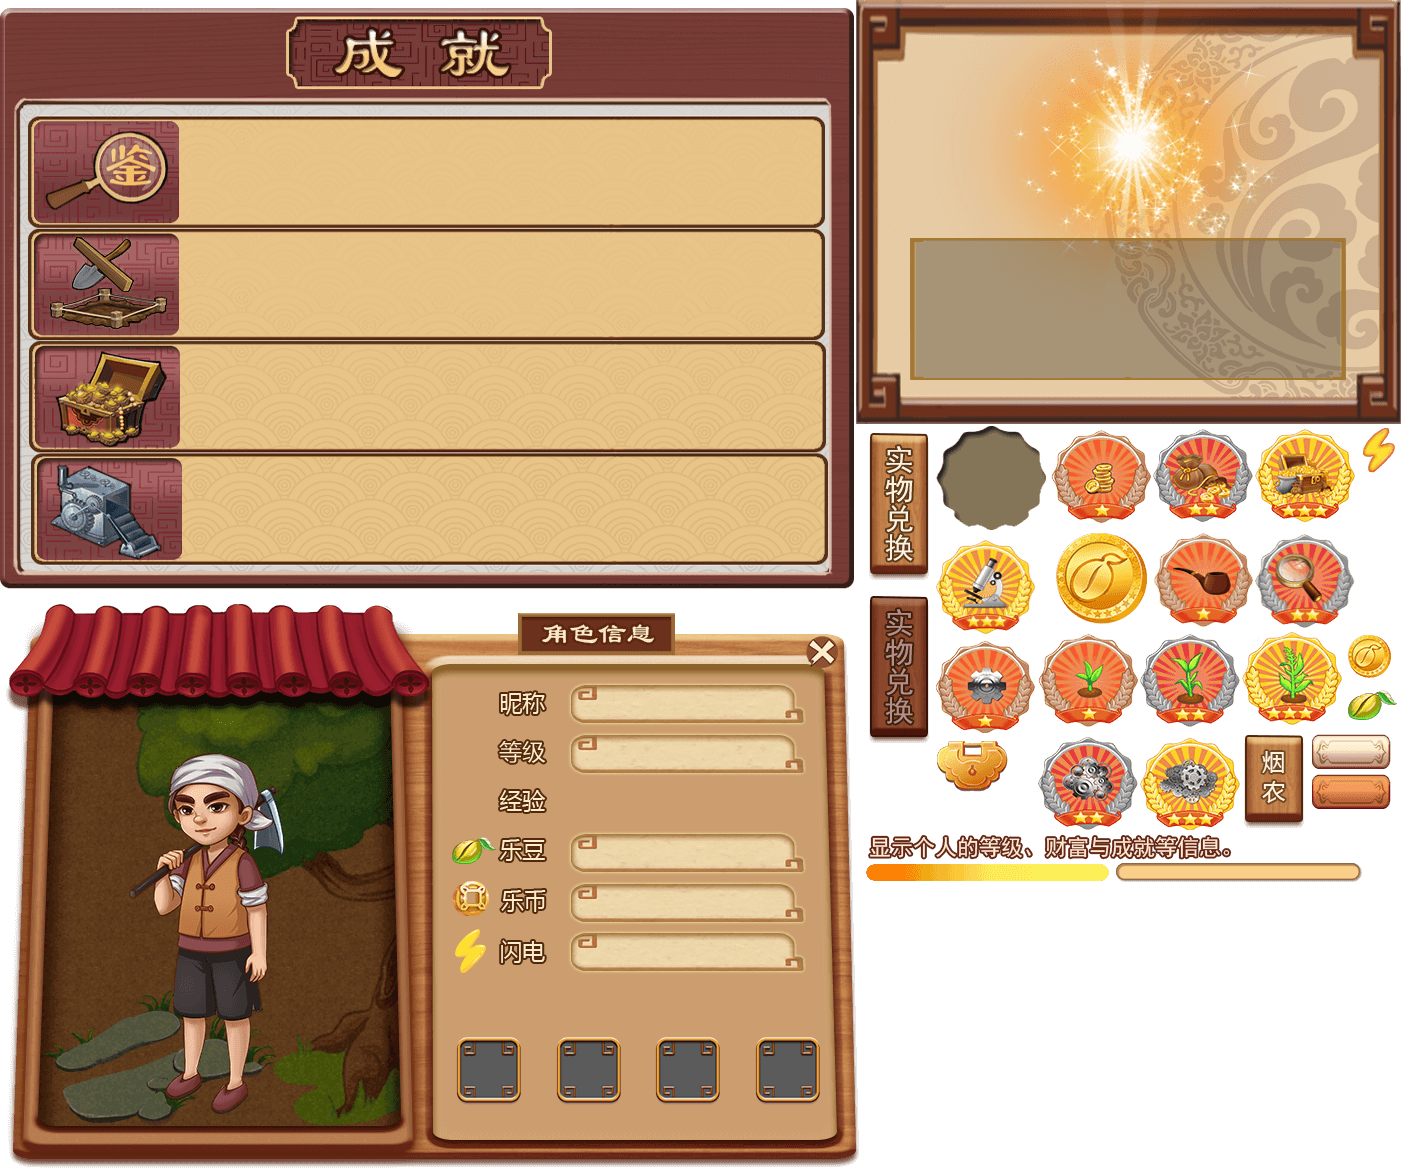 成就
鉴
实物兑换
实物兑换
烟农
显示个人的等级、财富与成就等信息。
角色信息
昵称
等级
经验
乐豆
乐币
闪电